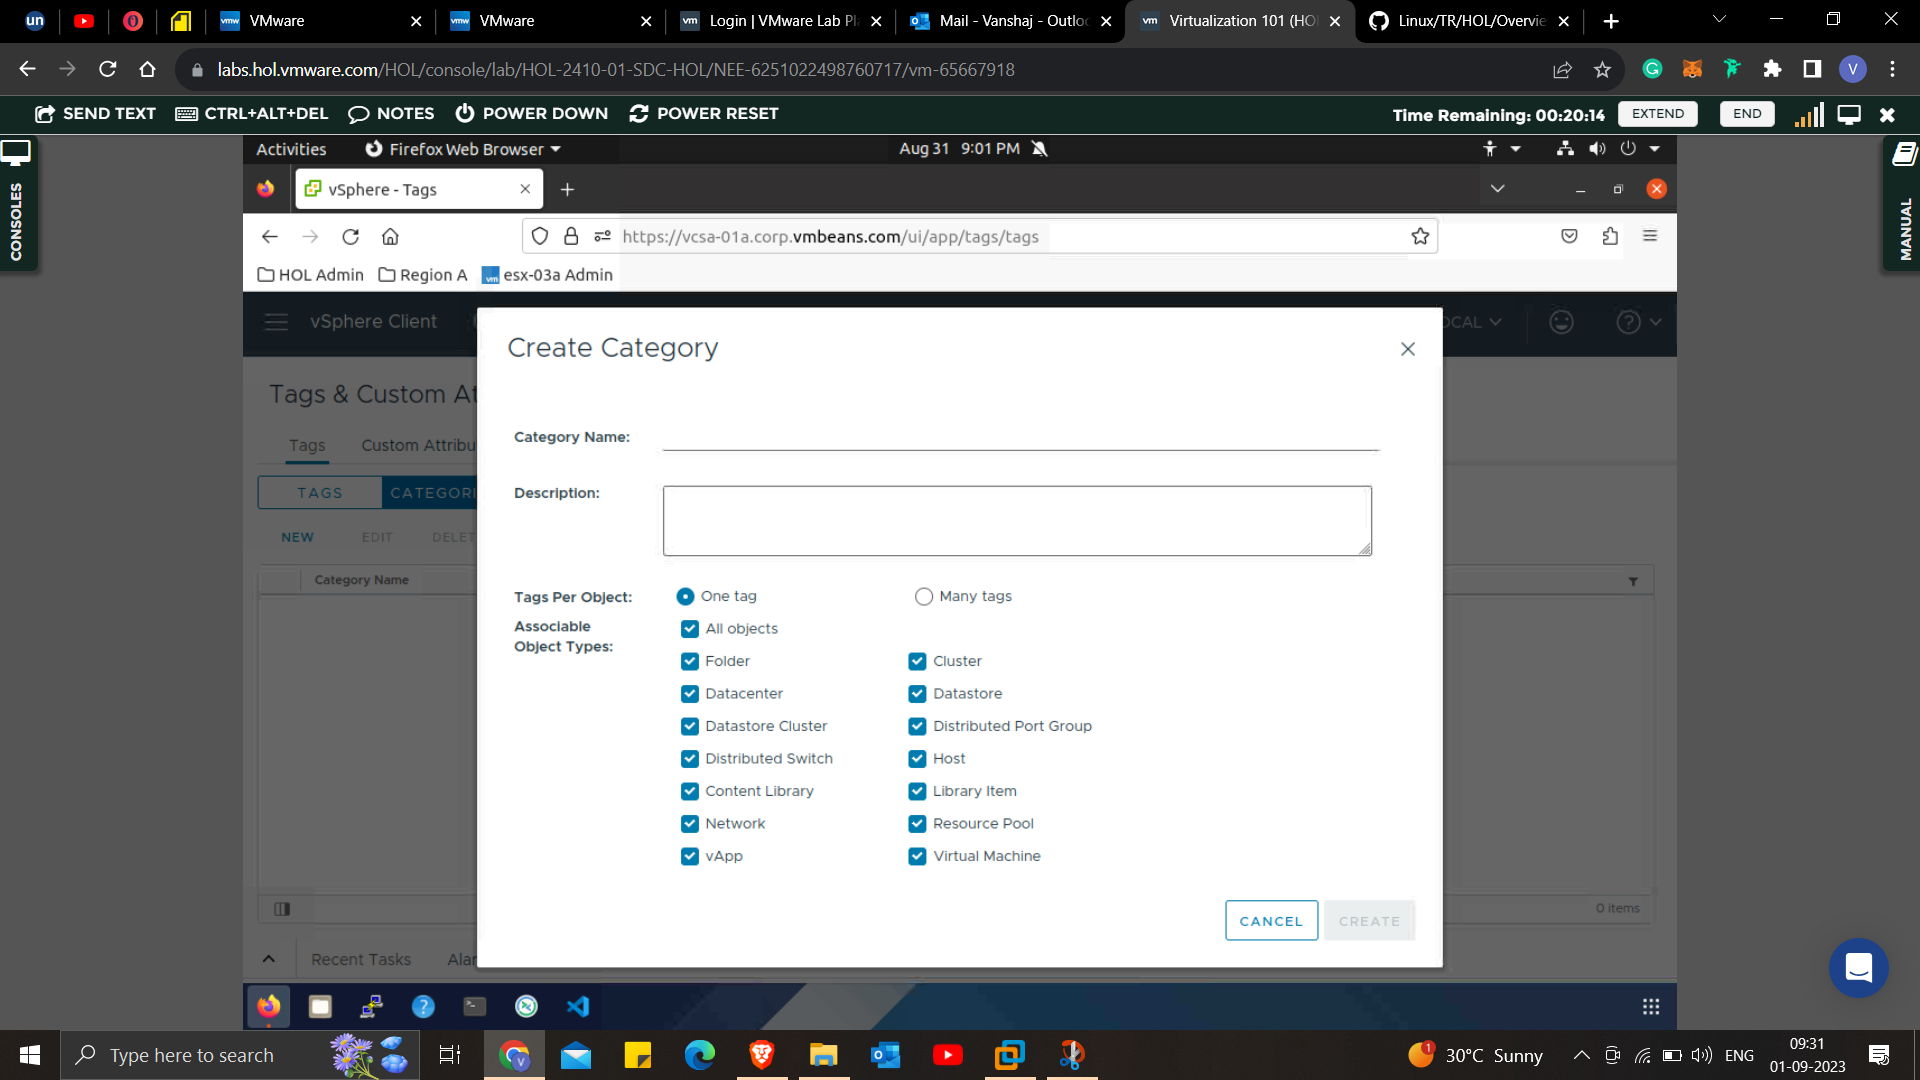 un
VMware
VMware
Login | VMware Lab Pl
Mail - Vanshaj - Outlo
Virtualization 101 (HO
Linux/TR/HOL/Overvie
labs.hol.vmware.com/HOL/console/lab/HOL-2410-01-SDC-HOL/NEE-6251022498760717/vm-65667918
V
SEND TEXT
CTRL+ALT+DEL
NOTES
POWER DOWN
POWER RESET
Time Remaining: 00:20:14
EXTEND
END
CONSOLES
MANUAL
Activities
Firefox Web Browser
Aug 31 9:01 PM
vSphere - Tags
https://vcsa-01a.corp.vmbeans.com/ui/app/tags/tags
HOL Admin
Region A
esx-03a Admin
vSphere Client
OCAL
Create Category
Tags & Custom At
Tags
Custom Attribu
TAGS
CATEGORI
NEW
EDIT
DELET
Category Name
Category Name:
Description:
Tags Per Object:
One tag
Many tags
Associable
Object Types:
All objects
Folder
Cluster
Datacenter
Datastore
Datastore Cluster
Distributed Port Group
Distributed Switch
Host
Content Library
Library Item
Network
Resource Pool
vApp
Virtual Machine
CANCEL
CREATE
0 items
Recent Tasks
Alar
Type here to search
1
30°C Sunny
ENG
09:31
01-09-2023